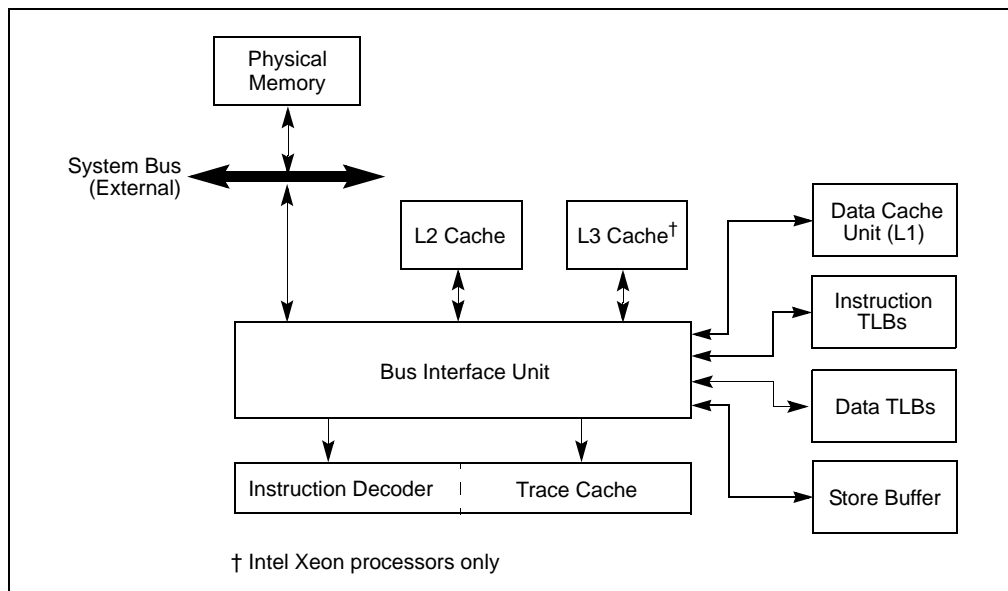 Physical
Memory
System Bus
(External)
L2 Cache
L3 Cache†
Data Cache
Unit (L1)
Instruction
TLBs
Bus Interface Unit
Data TLBs
Instruction Decoder
Trace Cache
Store Buffer
† Intel Xeon processors only